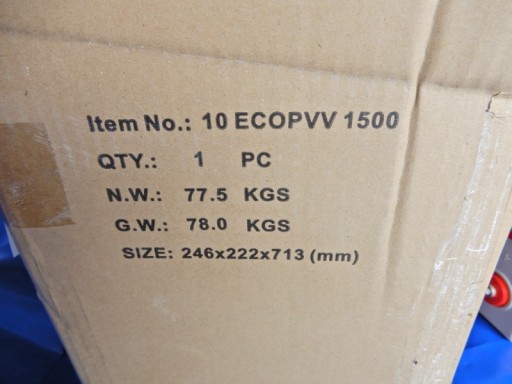 Item No.: 10 ECOPVV 1500
QTY.: 1 PC
N.W.: 77.5 KGS
G.W.: 78.0 KGS
SIZE: 246x222x713 (mm)